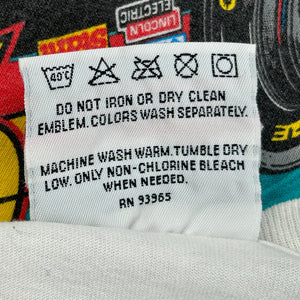 LINCOLN
ELECTRIC
40°C
DO NOT IRON OR DRY CLEAN
EMBLEM. COLORS WASH SEPARATELY.
MACHINE WASH WARM. TUMBLE DRY
LOW. ONLY NON-CHLORINE BLEACH
WHEN NEEDED.
RN 93965